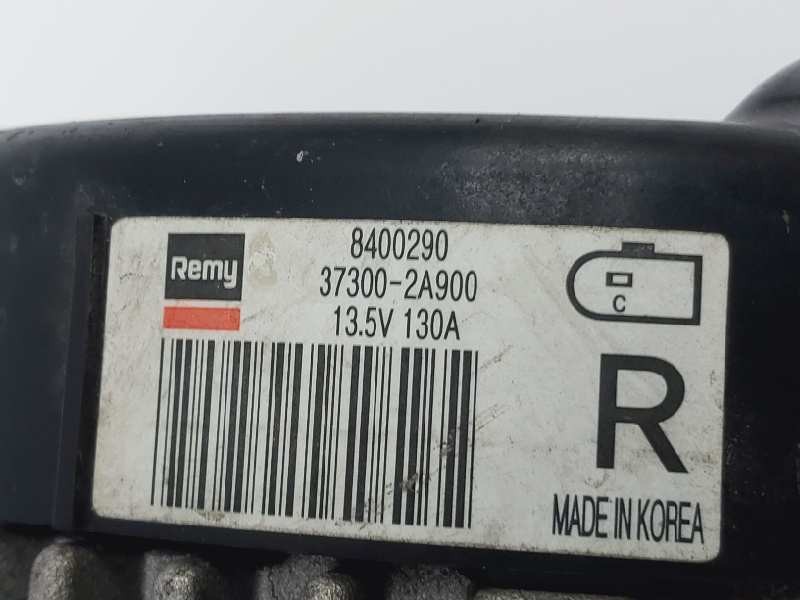 Remy
8400290
37300-2A900
13.5V 130A
C
R
MADE IN KOREA